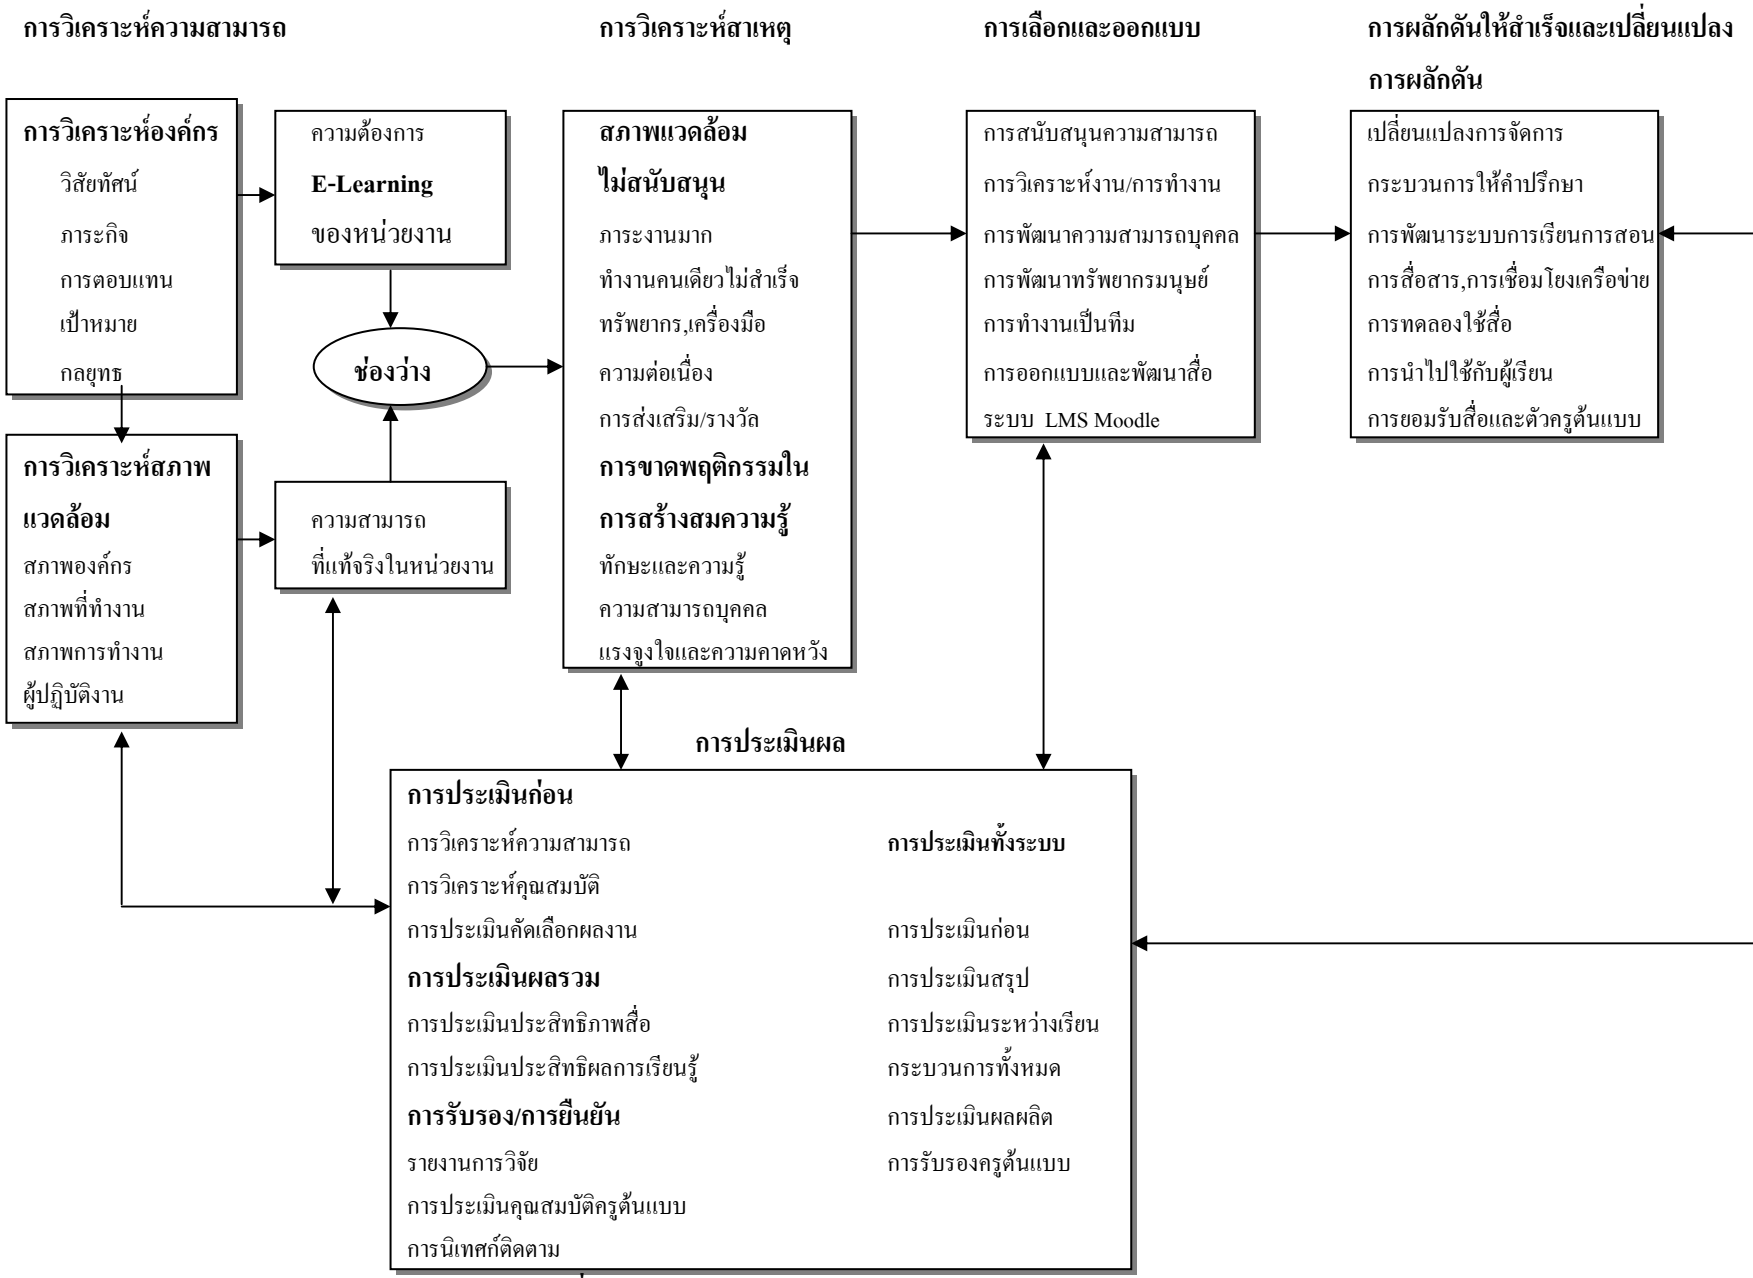 การวิเคราะห์ความสามารถ
การวิเคราะห์องค์กร
วิสัยทัศน์
ภาระกิจ
การตอบแทน
เป้าหมาย
กลยุทธ
การวิเคราะห์สภาพ
แวดล้อม
สภาพองค์กร
สภาพที่ทำงาน
สภาพการทำงาน
ผู้ปฏิบัติงาน
ความต้องการ
E-Learning
ของหน่วยงาน
ช่องว่าง
ความสามารถ
ที่แท้จริงในหน่วยงาน
การวิเคราะห์สาเหตุ
สภาพแวดล้อม
ไม่สนับสนุน
ภาระงานมาก
ทำงานคนเดียวไม่สำเร็จ
ทรัพยากร,เครื่องมือ
ความต่อเนื่อง
การส่งเสริม/รางวัล
การขาดพฤติกรรมใน
การสร้างสมความรู้
ทักษะและความรู้
ความสามารถบุคคล
แรงจูงใจและความคาดหวัง
การเลือกและออกแบบ
การสนับสนุนความสามารถ
การวิเคราะห์งาน/การทำงาน
การพัฒนาความสามารถบุคคล
การพัฒนาทรัพยากรมนุษย์
การทำงานเป็นทีม
การออกแบบและพัฒนาสื่อ
ระบบ LMS Moodle
การผลักดันให้สำเร็จและเปลี่ยนแปลง
การผลักดัน
เปลี่ยนแปลงการจัดการ
กระบวนการให้คำปรึกษา
การพัฒนาระบบการเรียนการสอน
การสื่อสาร,การเชื่อมโยงเครือข่าย
การทดลองใช้สื่อ
การนำไปใช้กับผู้เรียน
การยอมรับสื่อและตัวครูต้นแบบ
การประเมินผล
การประเมินก่อน
การวิเคราะห์ความสามารถ
การวิเคราะห์คุณสมบัติ
การประเมินคัดเลือกผลงาน
การประเมินผลรวม
การประเมินประสิทธิภาพสื่อ
การประเมินประสิทธิผลการเรียนรู้
การรับรอง/การยืนยัน
รายงานการวิจัย
การประเมินคุณสมบัติครูต้นแบบ
การนิเทศก์ติดตาม
การประเมินทั้งระบบ
การประเมินก่อน
การประเมินสรุป
การประเมินระหว่างเรียน
กระบวนการทั้งหมด
การประเมินผลผลิต
การรับรองครูต้นแบบ